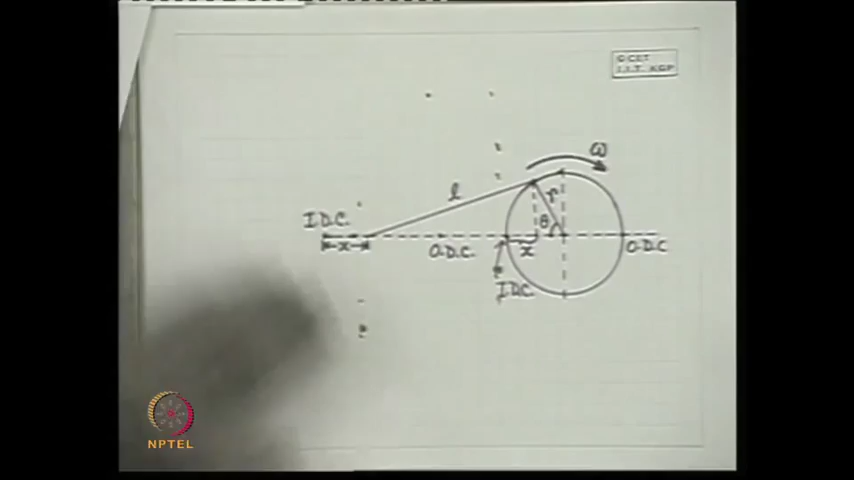 ©CET
I.I.T. KGP
ω
l
r
θ
I.D.C.
x
O.D.C.
x
O.D.C
I.D.C.
NPTEL